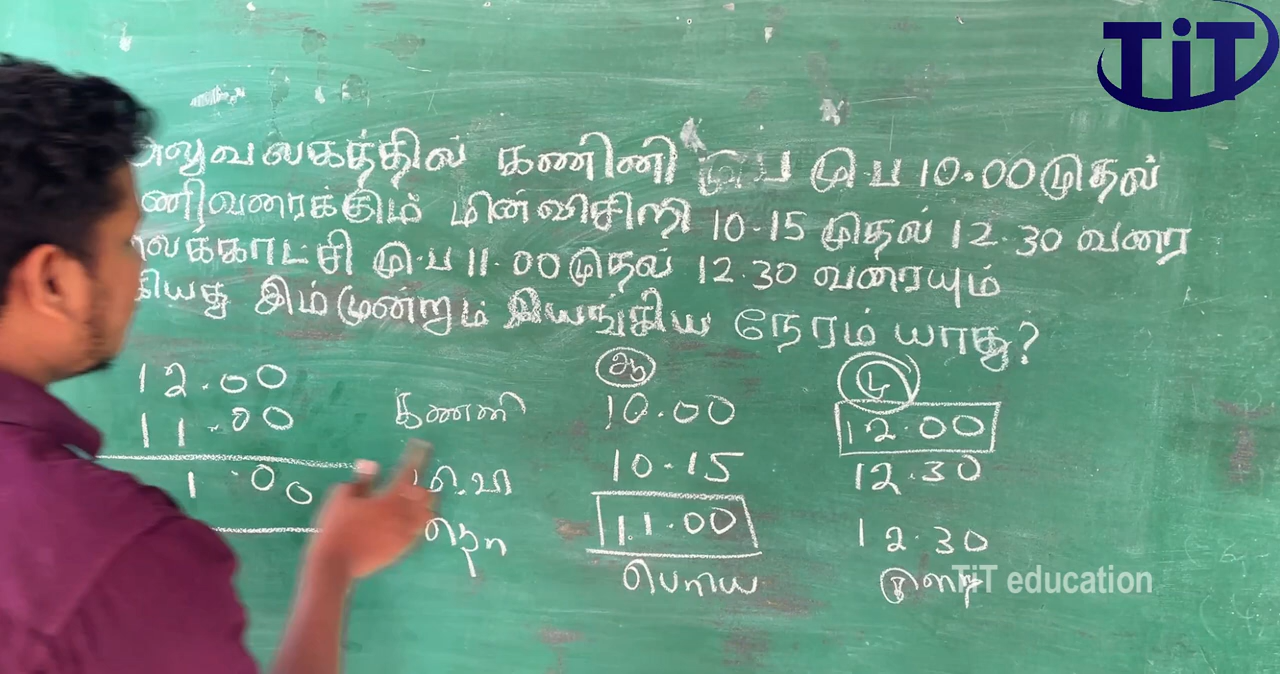 TiT
அலுவலகத்தில் கணினி மு.ப 10.00 முதல்
ணிவரைக்கும் மின்விசிறி 10.15 முதல் 12.30 வரை
லைக்காட்சி மு.ப 11.00 முதல் 12.30 வரையும்
கியது இம்மூன்றும் இயங்கிய நேரம் யாது?
12.00
11.00
1.00
ஆ மு
கணனி 10.00 12.00
மி.வி 10.15 12.30
தொ 11.00 12.30
பெரிய
TiT education